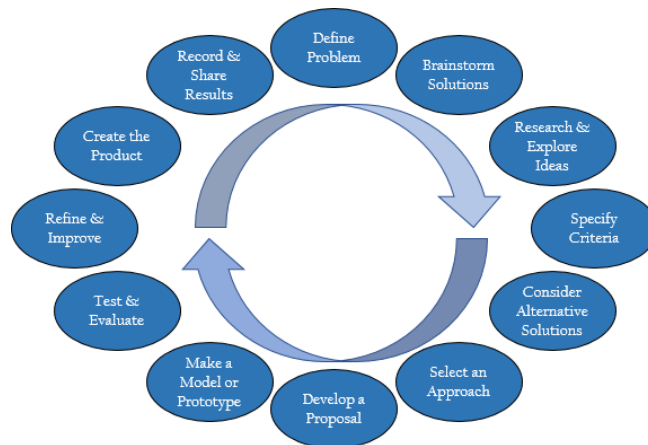 Define
Problem
Brainstorm
Solutions
Research &
Explore
Ideas
Specify
Criteria
Consider
Alternative
Solutions
Select an
Approach
Develop a
Proposal
Make a
Model or
Prototype
Test &
Evaluate
Refine &
Improve
Create the
Product
Record &
Share
Results